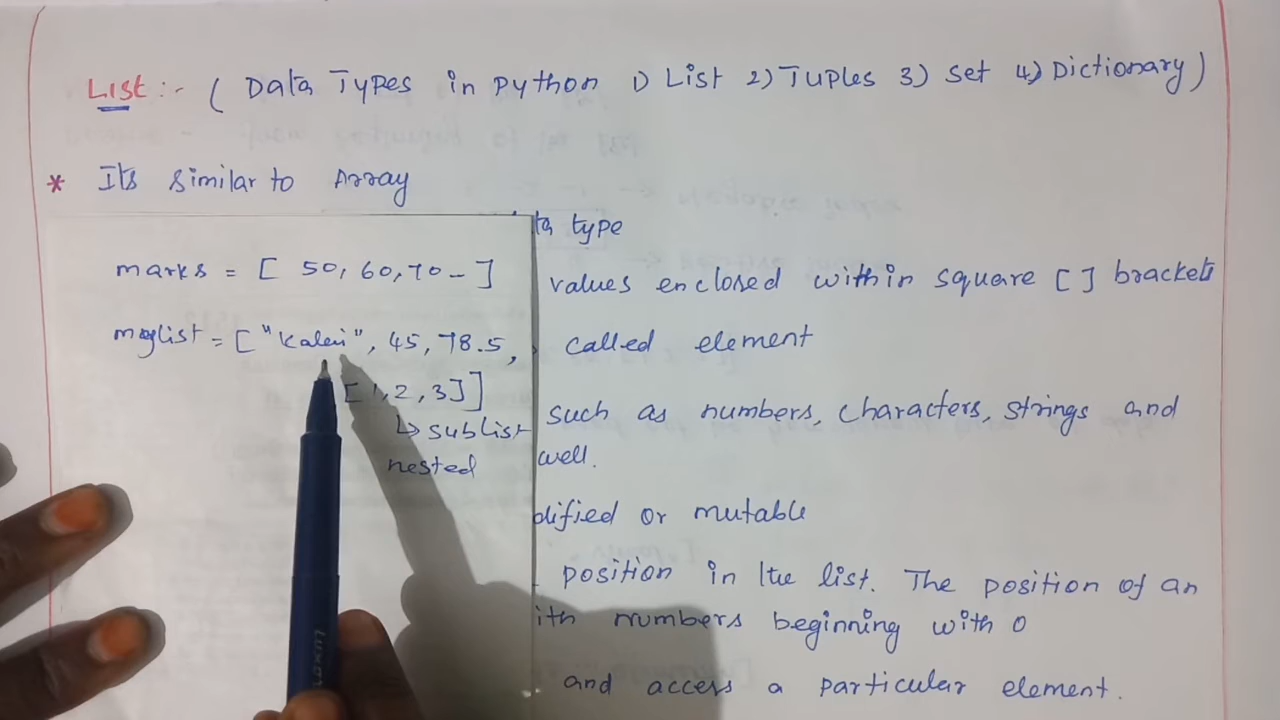 List :- ( Data Types in python 1) List 2) Tuples 3) Set 4) Dictionary )
* Its Similar to Array
ta type
marks = [ 50, 60, 70 - ]
values enclosed within square [ ] brackets
mylist = [ "Kalai", 45, 78.5,
called element
[1, 2, 3]]
such as numbers, characters, strings and
↳ sublist
well.
nested
dified or mutable
position in the list. The position of an
ith numbers beginning with 0
and access a particular element.